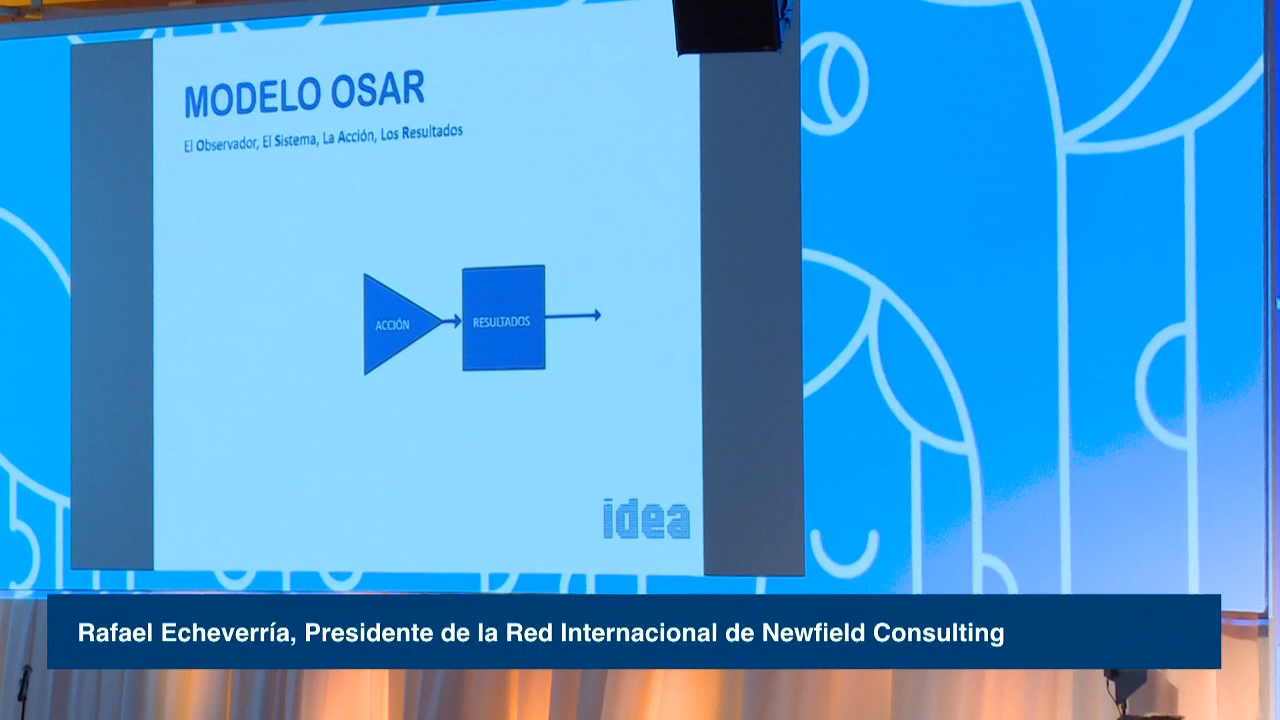 MODELO OSAR
El Observador, El Sistema, La Acción, Los Resultados
ACCIÓN
RESULTADOS
idea
Rafael Echeverría, Presidente de la Red Internacional de Newfield Consulting